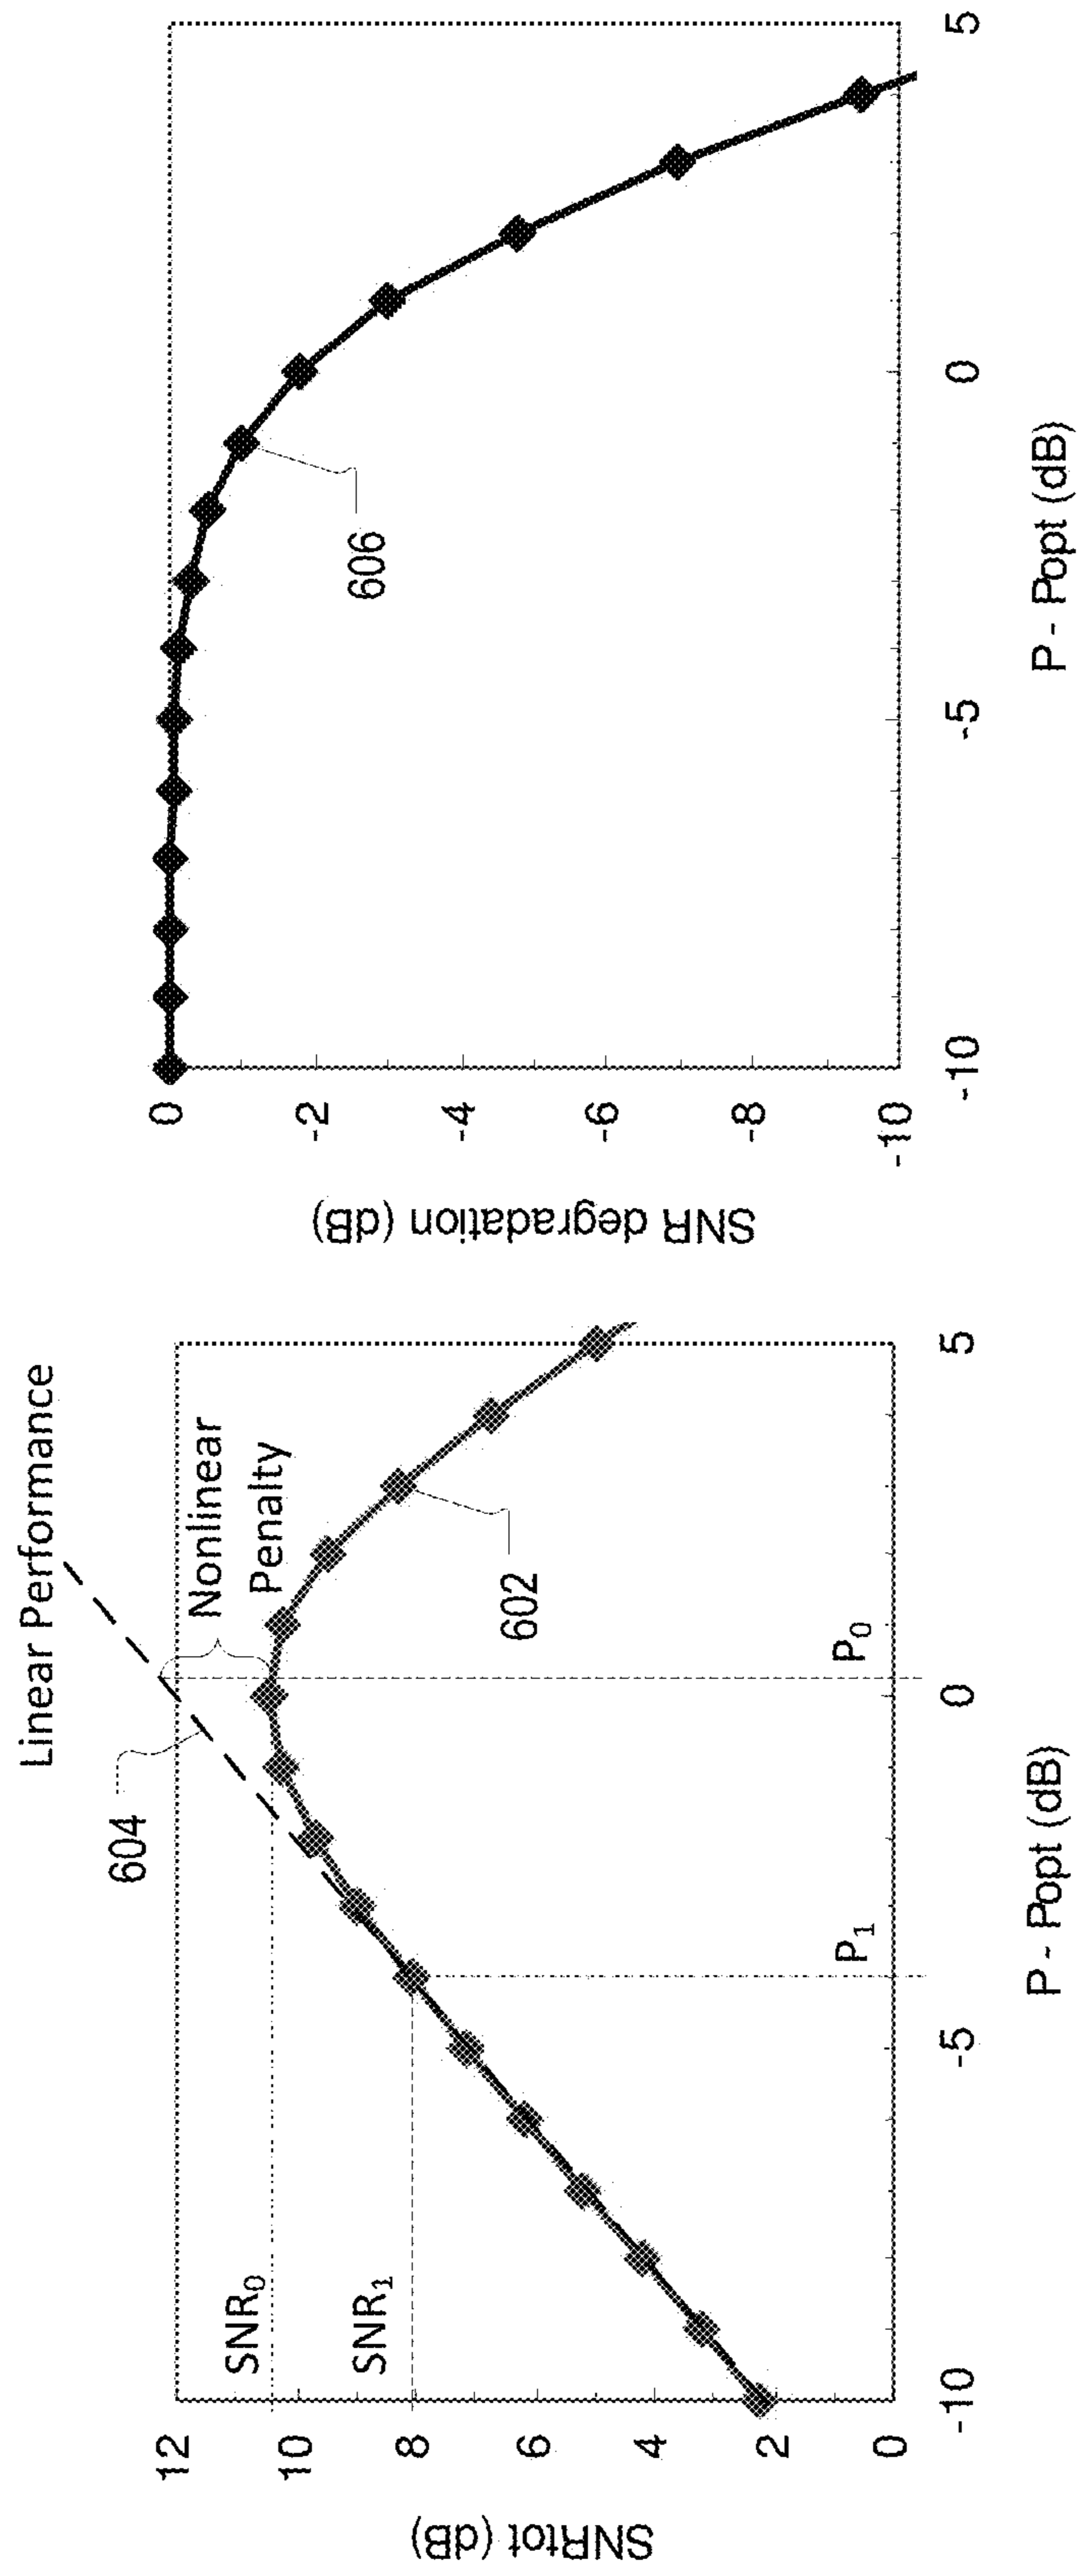 Linear Performance
604
Nonlinear
Penalty
602
SNR0
SNR1
P1
P0
12
10
8
6
4
2
0
SNRtot (dB)
-10
-5
0
5
P - Popt (dB)
606
0
-2
-4
-6
-8
-10
SNR degradation (dB)
-10
-5
0
5
P - Popt (dB)